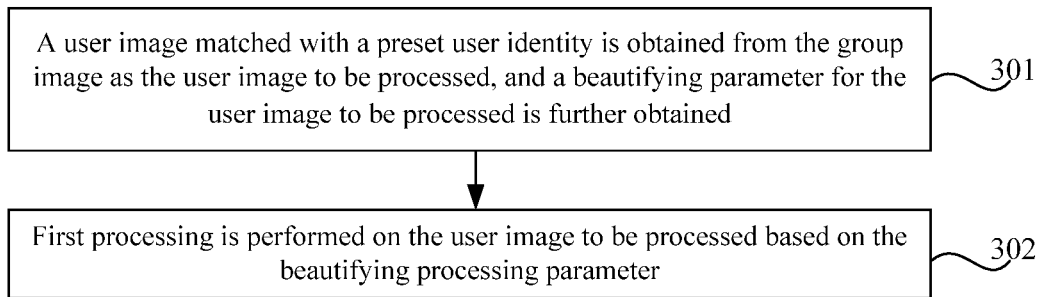 A user image matched with a preset user identity is obtained from the group
image as the user image to be processed, and a beautifying parameter for the
user image to be processed is further obtained
301
First processing is performed on the user image to be processed based on the
beautifying processing parameter
302